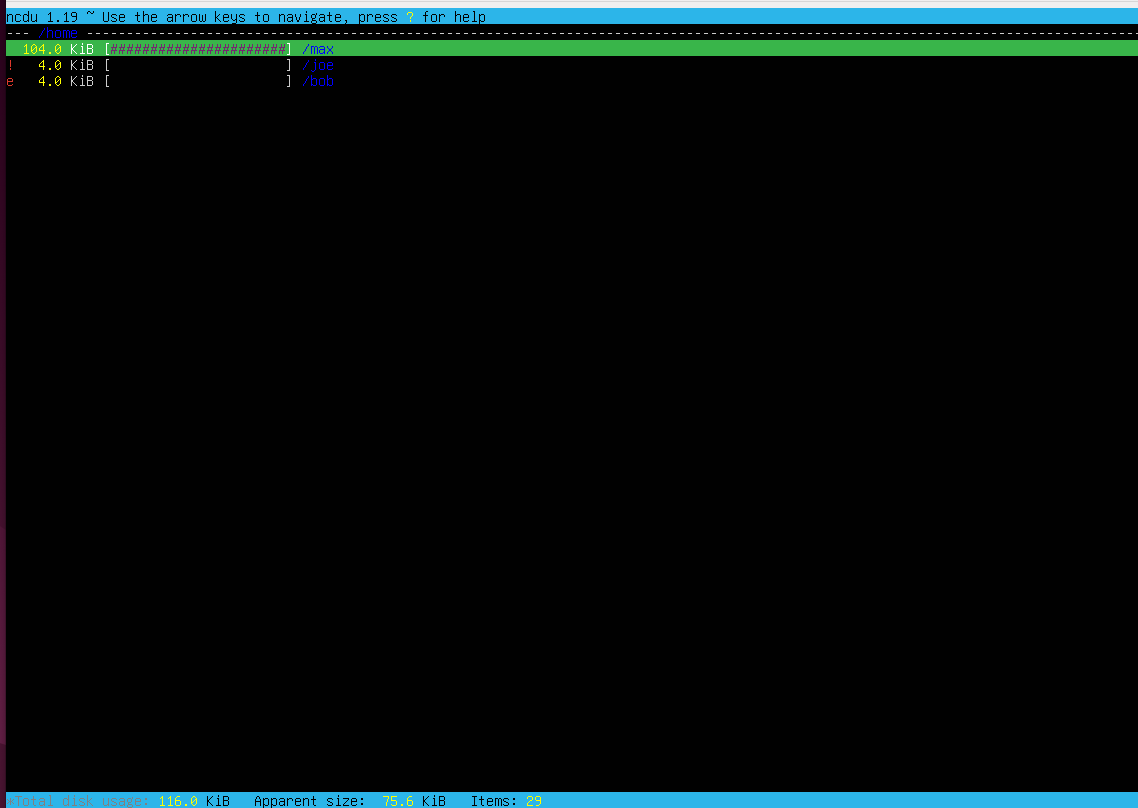 ncdu 1.19 ~ Use the arrow keys to navigate, press ? for help
--- /home ----------------------------------------------------------------------------------------------------------------------------------
  104.0 KiB [######################] /max
!   4.0 KiB [                      ] /joe
e   4.0 KiB [                      ] /bob
*Total disk usage: 116.0 KiB   Apparent size:  75.6 KiB   Items: 29